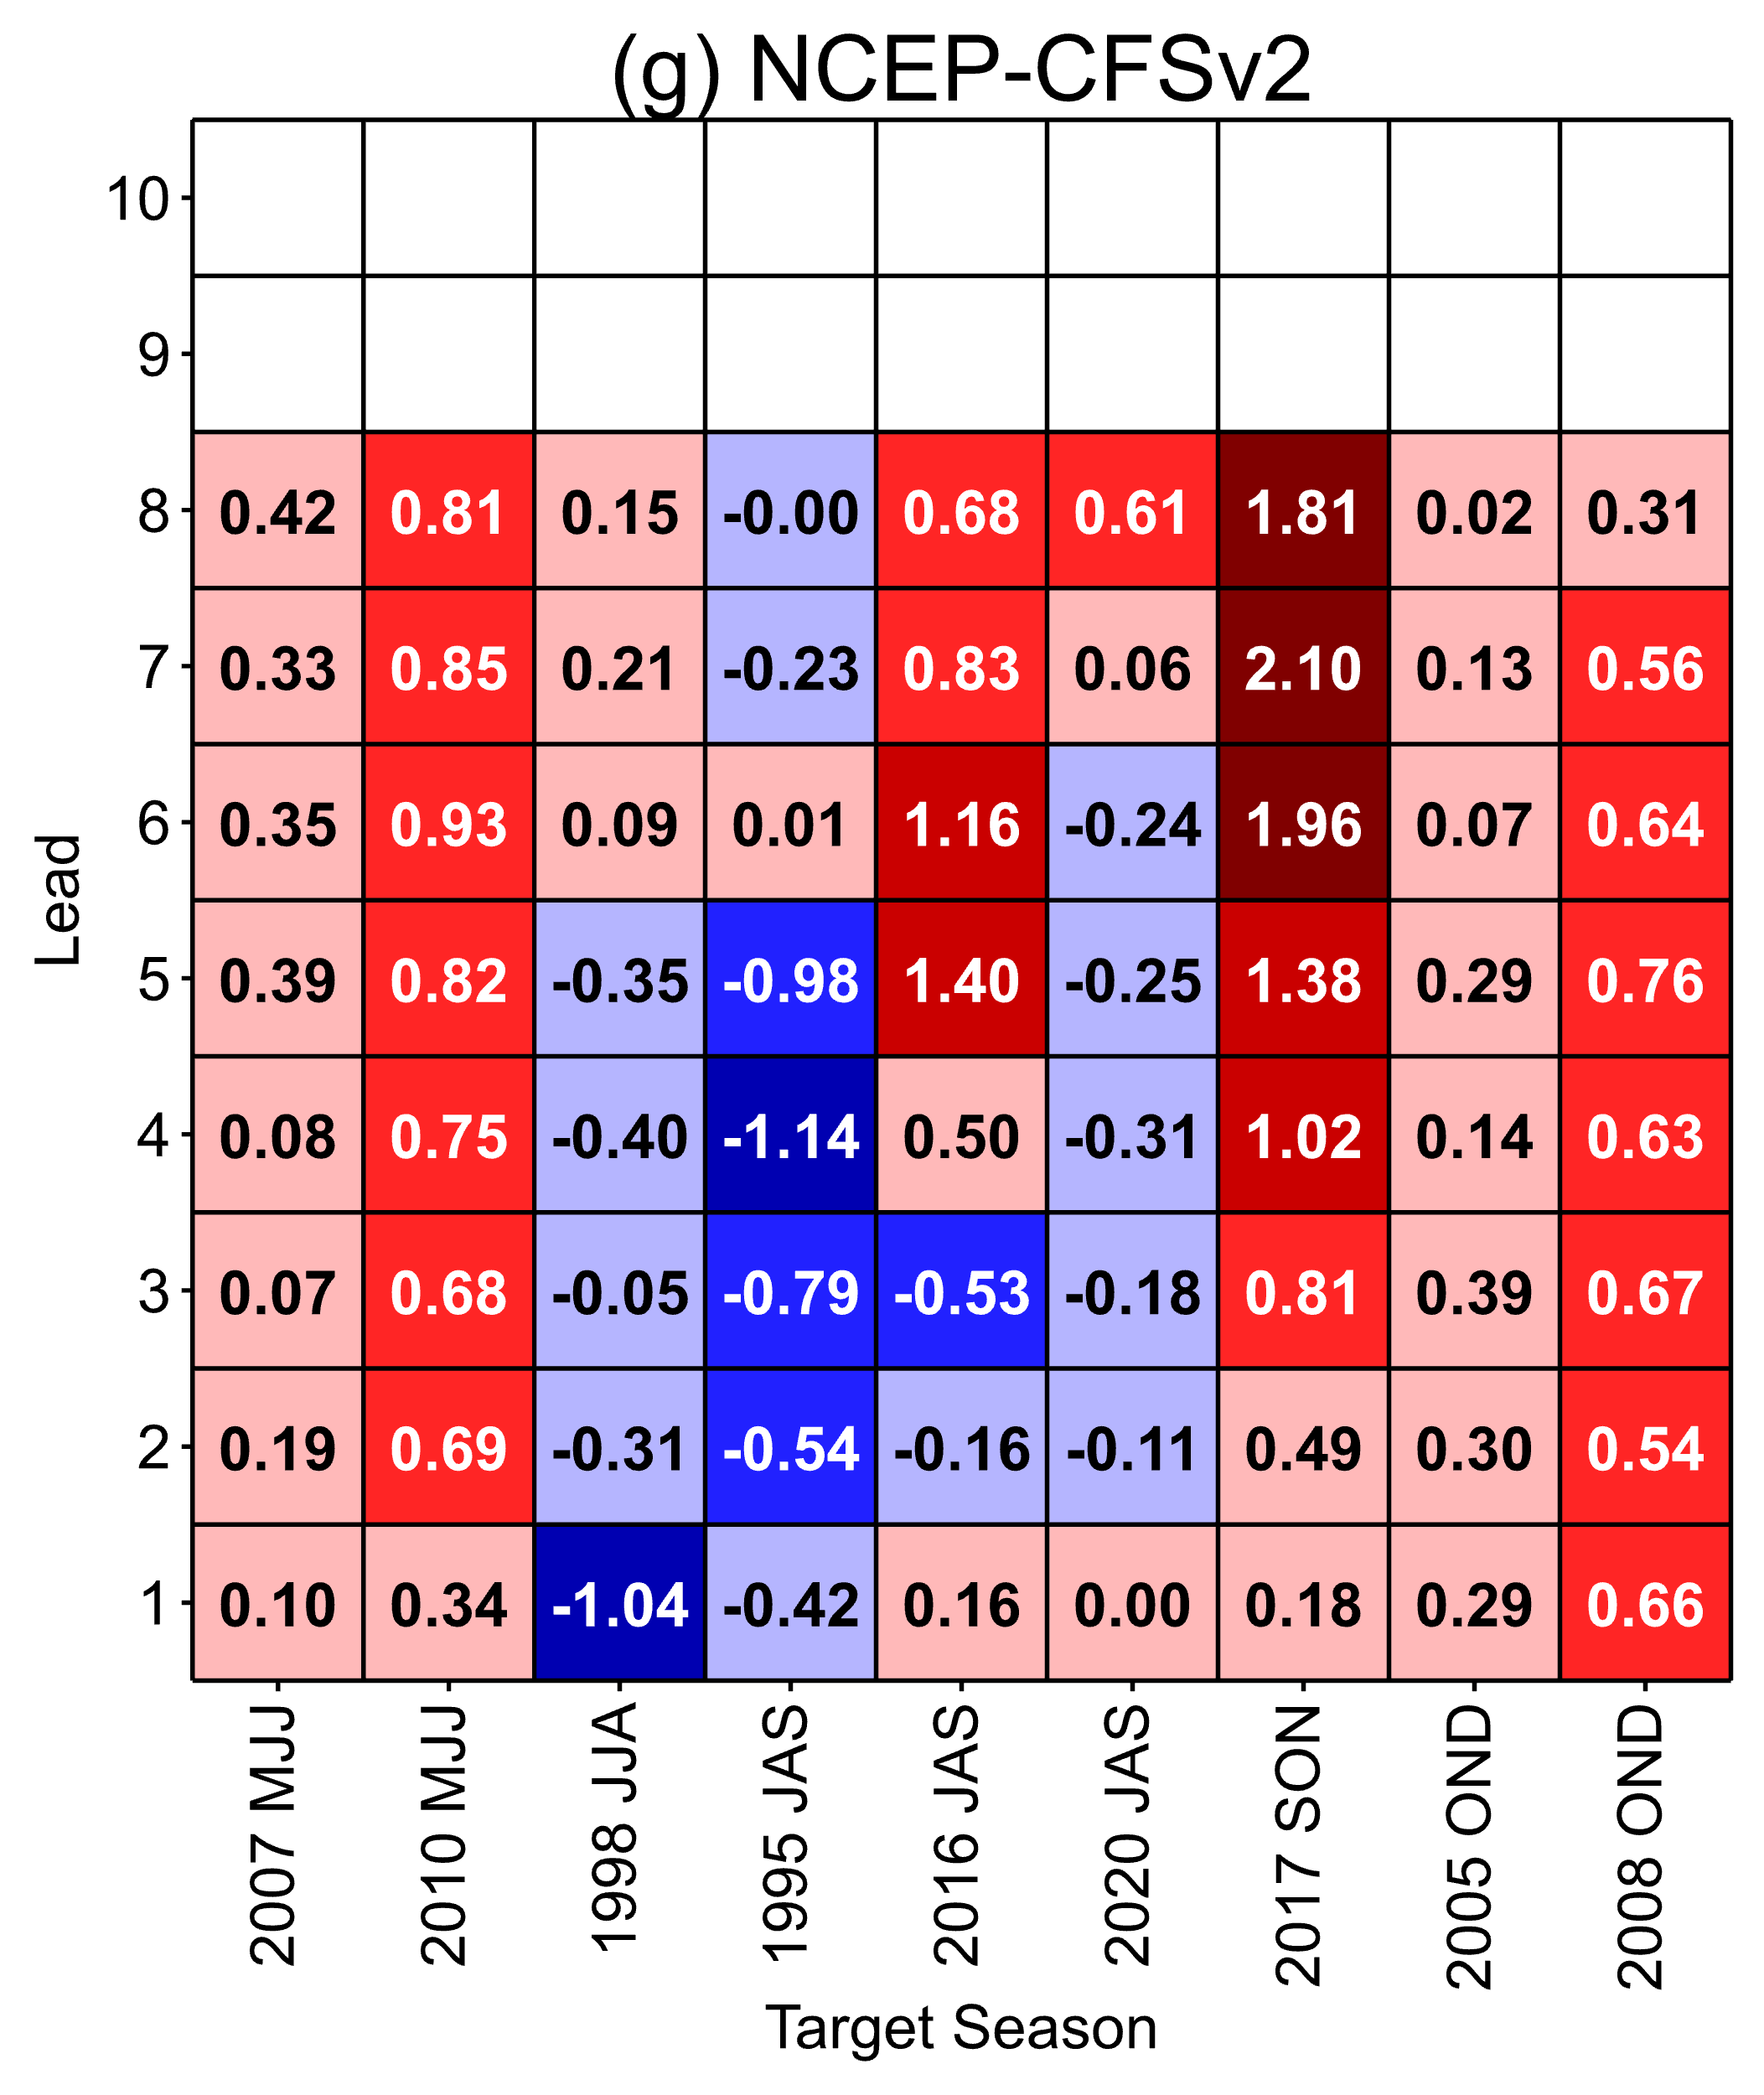 (g) NCEP-CFSv2
10
9
8 0.42 0.81 0.15 -0.00 0.68 0.61 1.81 0.02 0.31
7 0.33 0.85 0.21 -0.23 0.83 0.06 2.10 0.13 0.56
6 0.35 0.93 0.09 0.01 1.16 -0.24 1.96 0.07 0.64
5 0.39 0.82 -0.35 -0.98 1.40 -0.25 1.38 0.29 0.76
4 0.08 0.75 -0.40 -1.14 0.50 -0.31 1.02 0.14 0.63
3 0.07 0.68 -0.05 -0.79 -0.53 -0.18 0.81 0.39 0.67
2 0.19 0.69 -0.31 -0.54 -0.16 -0.11 0.49 0.30 0.54
1 0.10 0.34 -1.04 -0.42 0.16 0.00 0.18 0.29 0.66
Lead
2007 MJJ
2010 MJJ
1998 JJA
1995 JAS
2016 JAS
2020 JAS
2017 SON
2005 OND
2008 OND
Target Season